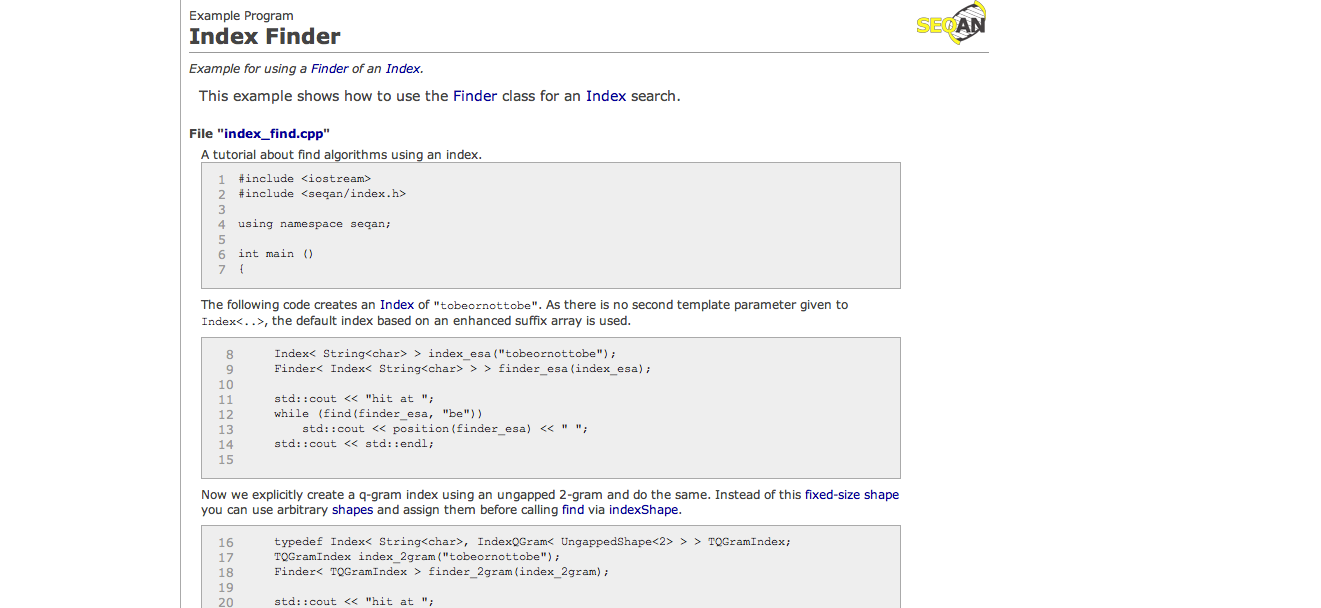 Example Program
SEQAN
Index Finder
Example for using a Finder of an Index.
This example shows how to use the Finder class for an Index search.
File "index_find.cpp"
A tutorial about find algorithms using an index.
1 #include <iostream>
2 #include <seqan/index.h>
3
4 using namespace seqan;
5
6 int main ()
7 {
The following code creates an Index of "tobeornottobe". As there is no second template parameter given to
Index<..>, the default index based on an enhanced suffix array is used.
8 Index< String<char> > index_esa("tobeornottobe");
9 Finder< Index< String<char> > > finder_esa(index_esa);
10
11 std::cout << "hit at ";
12 while (find(finder_esa, "be"))
13 std::cout << position(finder_esa) << " ";
14 std::cout << std::endl;
15
Now we explicitly create a q-gram index using an ungapped 2-gram and do the same. Instead of this fixed-size shape
you can use arbitrary shapes and assign them before calling find via indexShape.
16 typedef Index< String<char>, IndexQGram< UngappedShape<2> > > TQGramIndex;
17 TQGramIndex index_2gram("tobeornottobe");
18 Finder< TQGramIndex > finder_2gram(index_2gram);
19
20 std::cout << "hit at ";